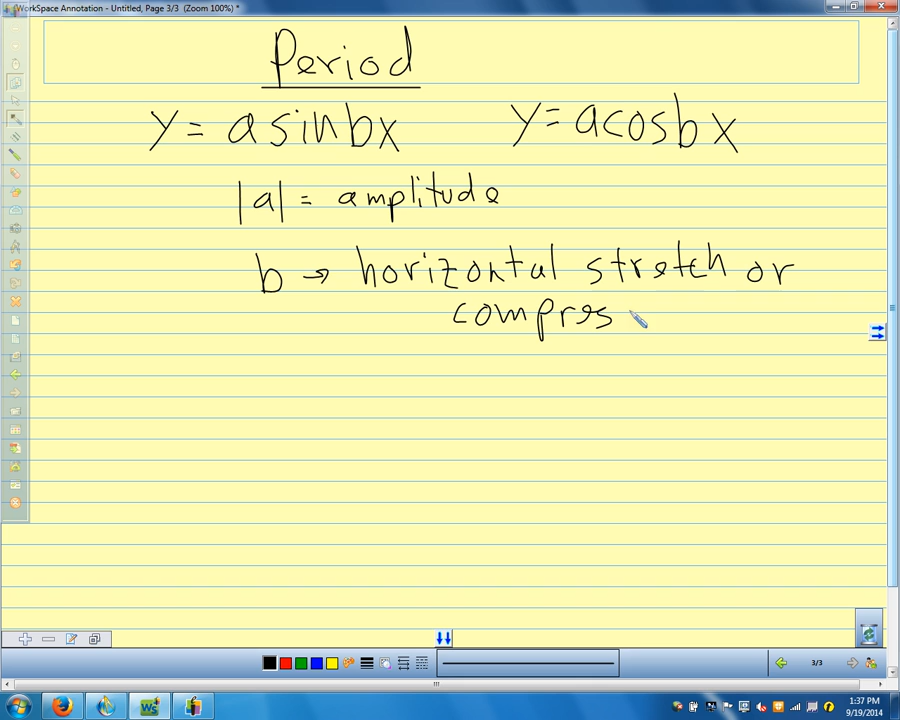 WorkSpace Annotation - Untitled, Page 3/3 (Zoom 100%) *
Period
y = a sin bx y = a cos bx
|a| = amplitude
b → horizontal stretch or
compres
3/3
1:37 PM
9/19/2014